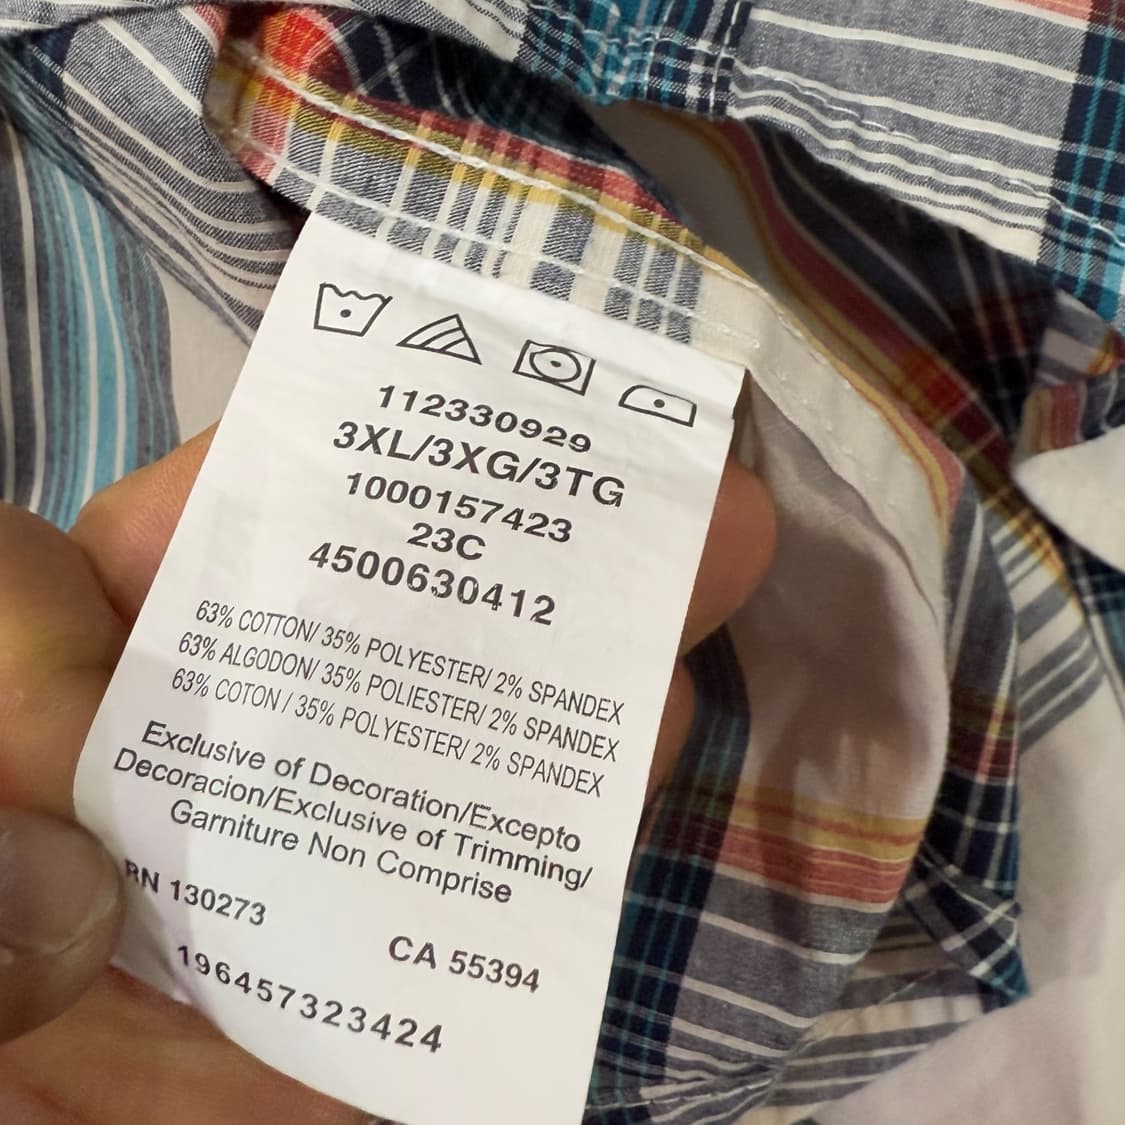 112330929
3XL/3XG/3TG
1000157423
23C
4500630412
63% COTTON/ 35% POLYESTER/ 2% SPANDEX
63% ALGODON/ 35% POLIESTER/ 2% SPANDEX
63% COTON / 35% POLYESTER/ 2% SPANDEX
Exclusive of Decoration/Excepto
Decoracion/Exclusive of Trimming/
Garniture Non Comprise
RN 130273
CA 55394
196457323424